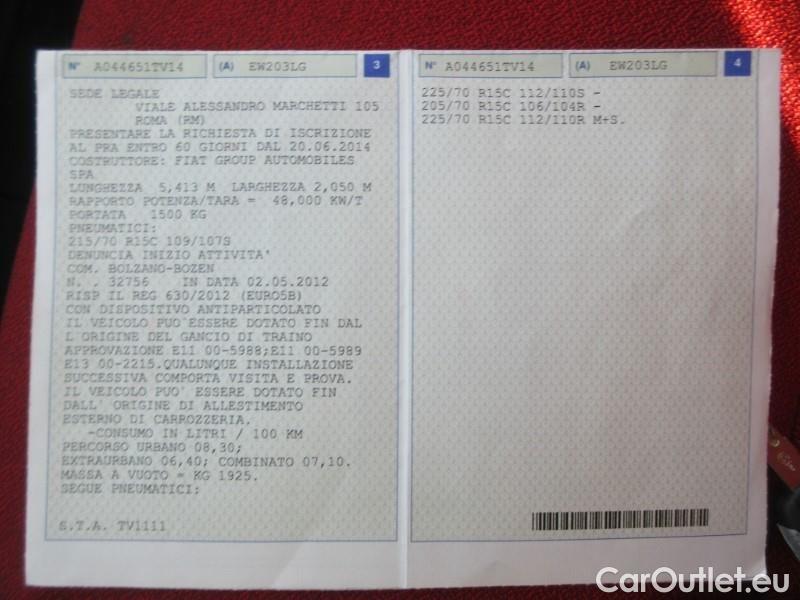 N° A044651TV14 (A) EW203LG 3
SEDE LEGALE
VIALE ALESSANDRO MARCHETTI 105
ROMA (RM)
PRESENTARE LA RICHIESTA DI ISCRIZIONE
AL PRA ENTRO 60 GIORNI DAL 20.06.2014
COSTRUTTORE: FIAT GROUP AUTOMOBILES
SPA
LUNGHEZZA 5,413 M LARGHEZZA 2,050 M
RAPPORTO POTENZA/TARA = 48,000 KW/T
PORTATA 1500 KG
PNEUMATICI:
215/70 R15C 109/107S
DENUNCIA INIZIO ATTIVITA'
COM. BOLZANO-BOZEN
N. . 32756 IN DATA 02.05.2012
RISP IL REG 630/2012 (EURO5B)
CON DISPOSITIVO ANTIPARTICOLATO
IL VEICOLO PUO'ESSERE DOTATO FIN DAL
L'ORIGINE DEL GANCIO DI TRAINO
APPROVAZIONE E11 00-5988;E11 00-5989
E13 00-2215.QUALUNQUE INSTALLAZIONE
SUCCESSIVA COMPORTA VISITA E PROVA.
IL VEICOLO PUO' ESSERE DOTATO FIN
DALL' ORIGINE DI ALLESTIMENTO
ESTERNO DI CARROZZERIA.
-CONSUMO IN LITRI / 100 KM
PERCORSO URBANO 08,30;
EXTRAURBANO 06,40; COMBINATO 07,10.
MASSA A VUOTO = KG 1925.
SEGUE PNEUMATICI:
S.T.A. TV1111
N° A044651TV14 (A) EW203LG 4
225/70 R15C 112/110S -
205/70 R15C 106/104R -
225/70 R15C 112/110R M+S.
CarOutlet.eu